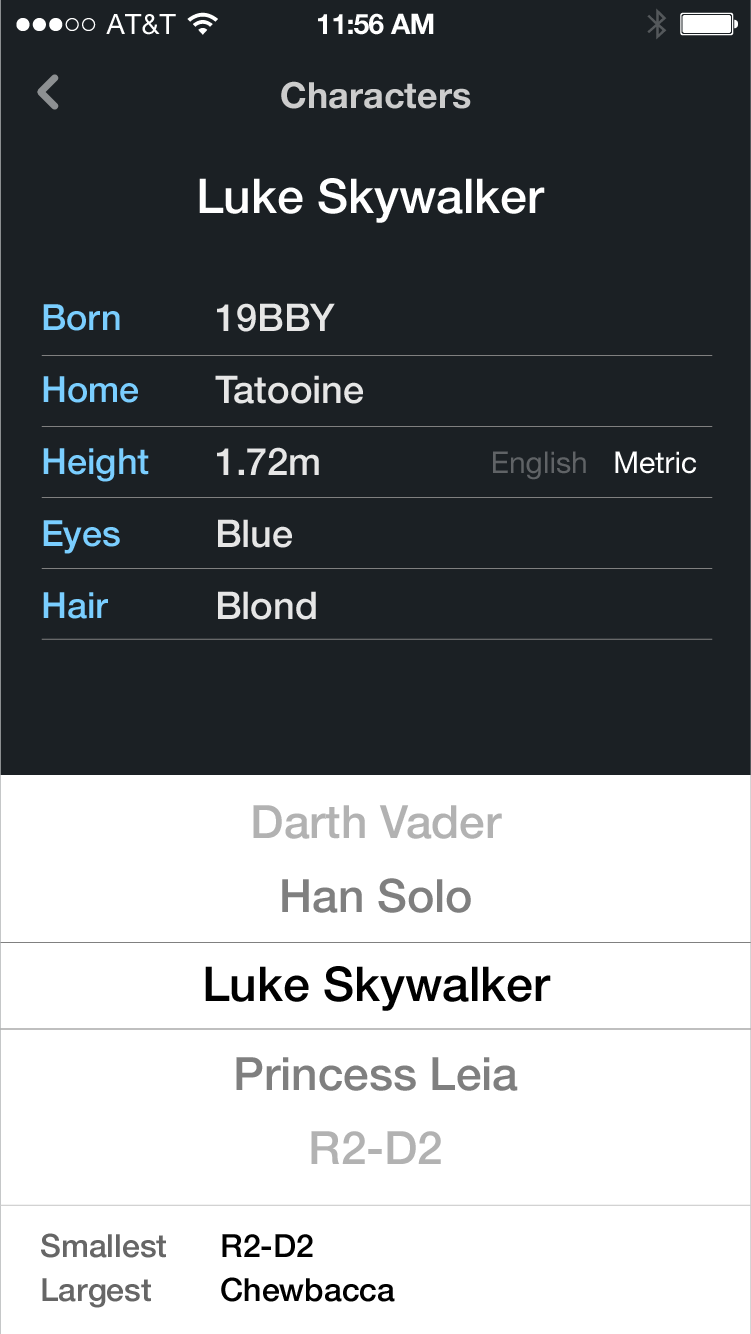 AT&T 11:56 AM
Characters
Luke Skywalker
Born 19BBY
Home Tatooine
Height 1.72m English Metric
Eyes Blue
Hair Blond
Darth Vader
Han Solo
Luke Skywalker
Princess Leia
R2-D2
Smallest R2-D2
Largest Chewbacca